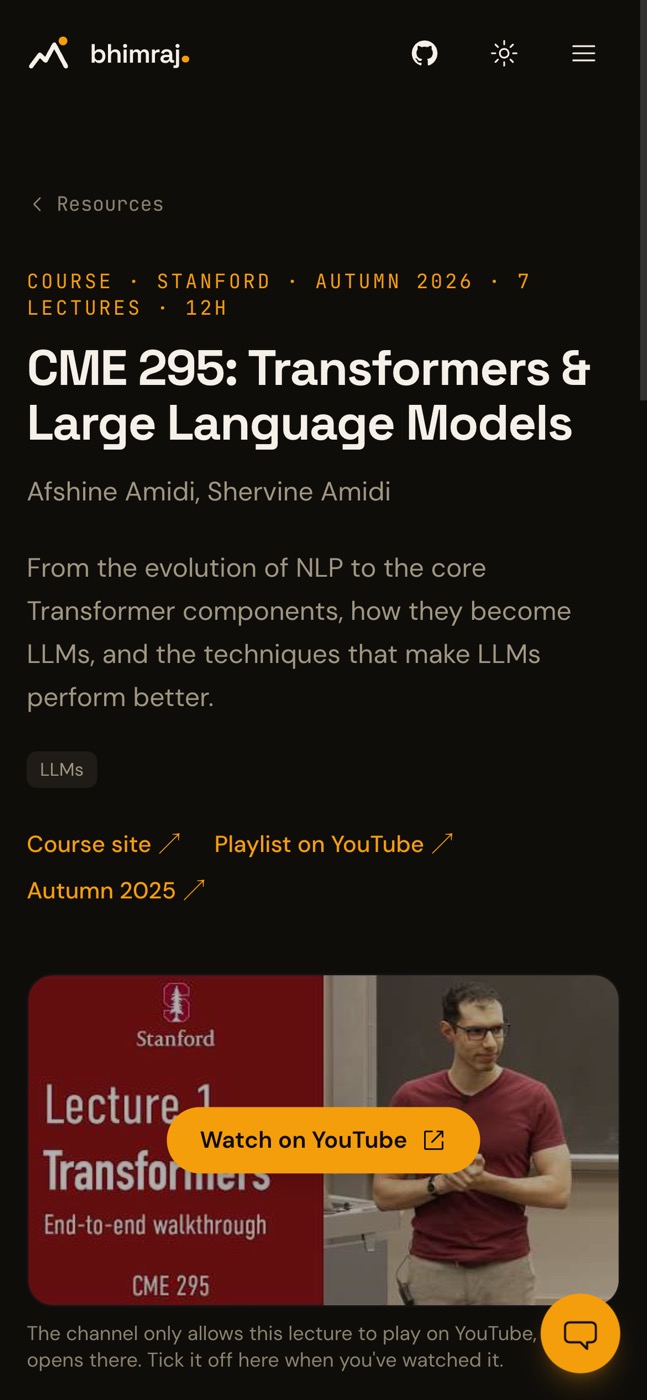 bhimraj.
Resources
COURSE · STANFORD · AUTUMN 2026 · 7
LECTURES · 12H
CME 295: Transformers &
Large Language Models
Afshine Amidi, Shervine Amidi
From the evolution of NLP to the core
Transformer components, how they become
LLMs, and the techniques that make LLMs
perform better.
LLMs
Course site ↗ Playlist on YouTube ↗
Autumn 2025 ↗
Stanford
Lecture 1
Watch on YouTube
Transformers
End-to-end walkthrough
CME 295
The channel only allows this lecture to play on YouTube,
opens there. Tick it off here when you've watched it.